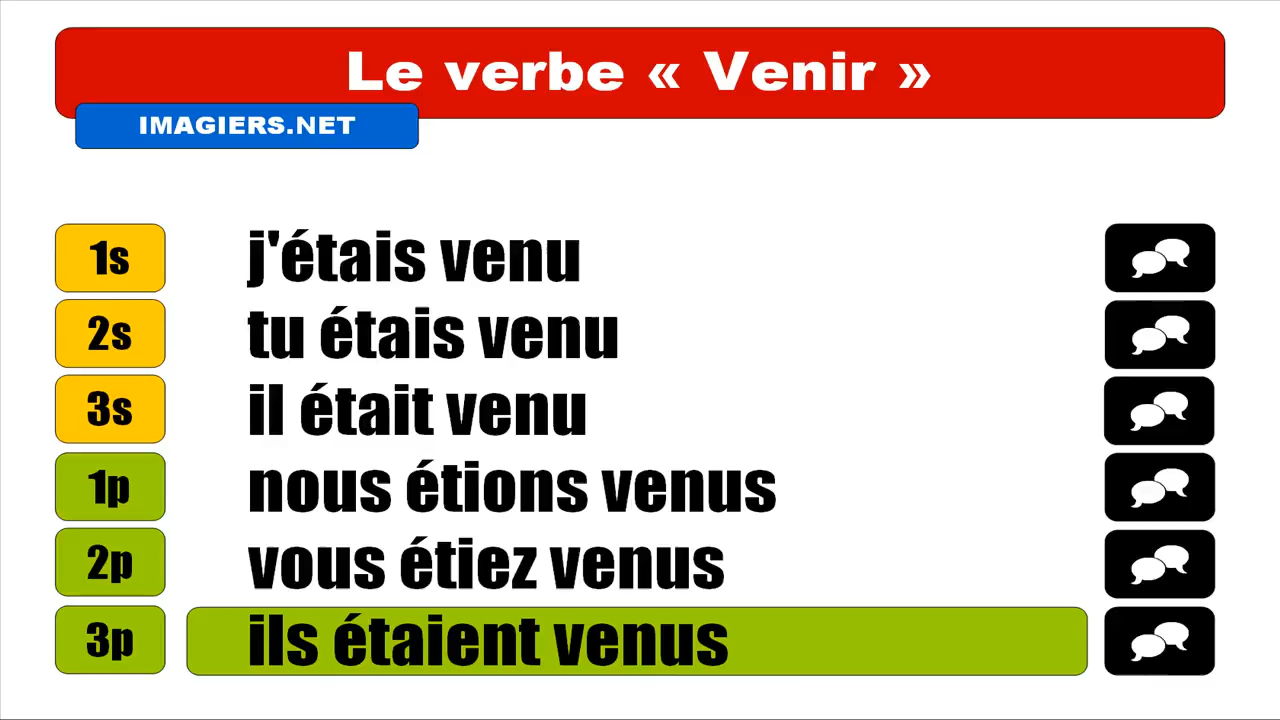 Le verbe « Venir »
IMAGIERS.NET
1s j'étais venu
2s tu étais venu
3s il était venu
1p nous étions venus
2p vous étiez venus
3p ils étaient venus